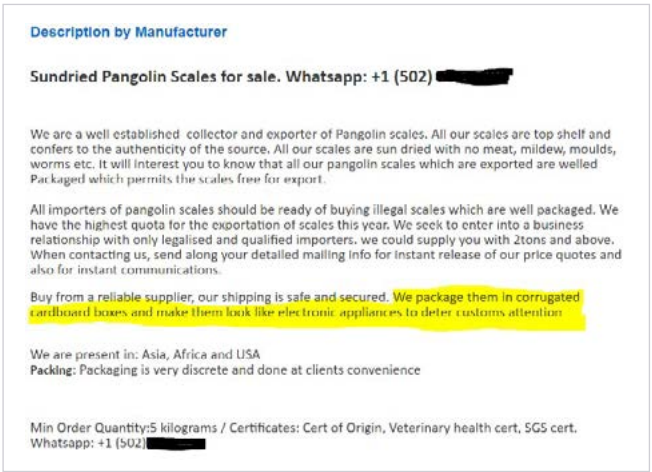 Description by Manufacturer
Sundried Pangolin Scales for sale. Whatsapp: +1 (502)
We are a well established collector and exporter of Pangolin scales. All our scales are top shelf and
confers to the authenticity of the source. All our scales are sun dried with no meat, mildew, moulds,
worms etc. It will interest you to know that all our pangolin scales which are exported are welled
Packaged which permits the scales free for export.
All importers of pangolin scales should be ready of buying illegal scales which are well packaged. We
have the highest quota for the exportation of scales this year. We seek to enter into a business
relationship with only legalised and qualified importers. we could supply you with 2tons and above.
When contacting us, send along your detailed mailing info for instant release of our price quotes and
also for instant communications.
Buy from a reliable supplier, our shipping is safe and secured. We package them in corrugated
cardboard boxes and make them look like electronic appliances to deter customs attention
We are present in: Asia, Africa and USA
Packing: Packaging is very discrete and done at clients convenience
Min Order Quantity:5 kilograms / Certificates: Cert of Origin, Veterinary health cert, SGS cert.
Whatsapp: +1 (502)